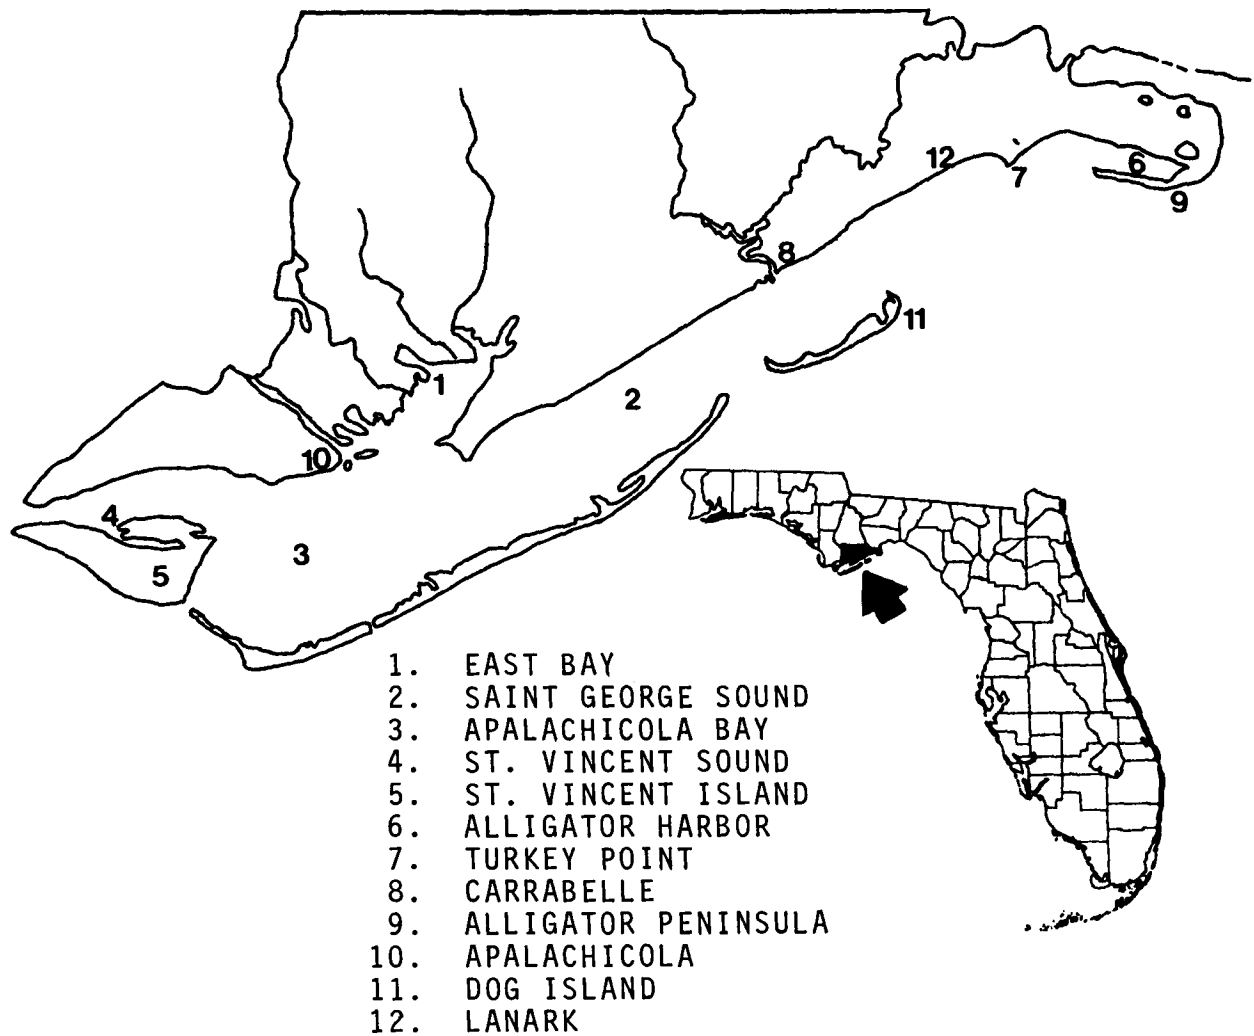 12
6
7
9
8
11
1
2
10
4
3
5
1. EAST BAY
2. SAINT GEORGE SOUND
3. APALACHICOLA BAY
4. ST. VINCENT SOUND
5. ST. VINCENT ISLAND
6. ALLIGATOR HARBOR
7. TURKEY POINT
8. CARRABELLE
9. ALLIGATOR PENINSULA
10. APALACHICOLA
11. DOG ISLAND
12. LANARK